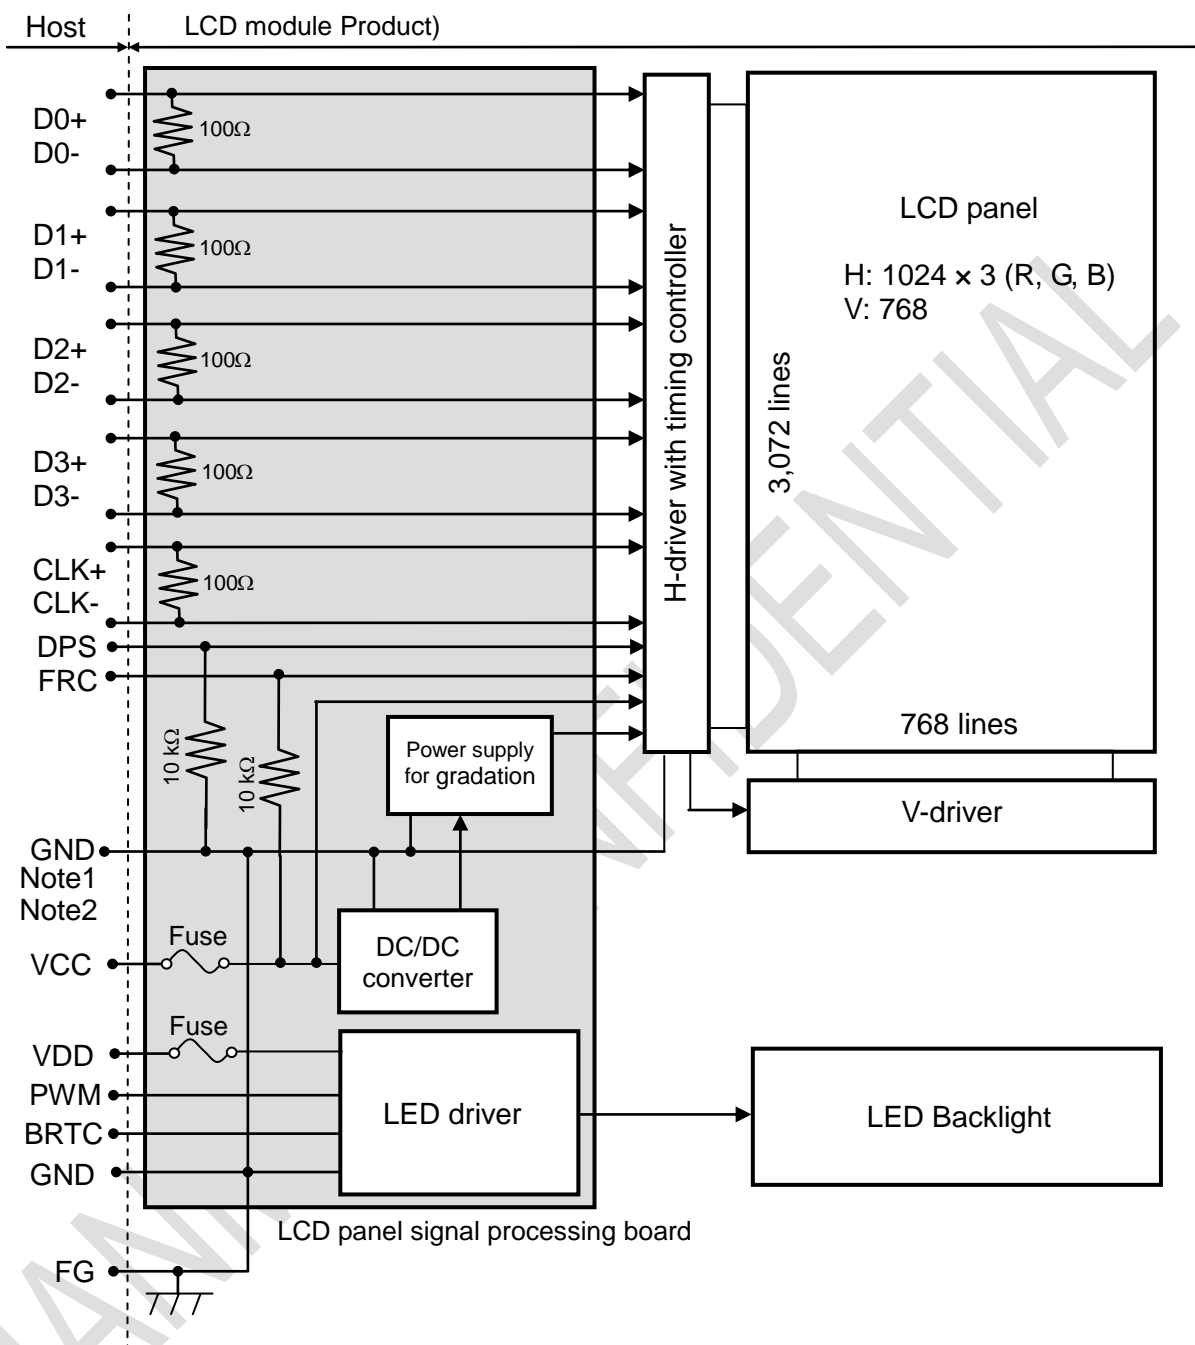 Host
LCD module Product)
D0+
D0-
100Ω
D1+
D1-
100Ω
D2+
D2-
100Ω
D3+
D3-
100Ω
CLK+
CLK-
100Ω
DPS
FRC
10 kΩ
10 kΩ
Power supply
for gradation
H-driver with timing controller
LCD panel
H: 1024 × 3 (R, G, B)
V: 768
3,072 lines
768 lines
V-driver
GND
Note1
Note2
Fuse
VCC
DC/DC
converter
Fuse
VDD
PWM
BRTC
GND
LED driver
LED Backlight
LCD panel signal processing board
FG